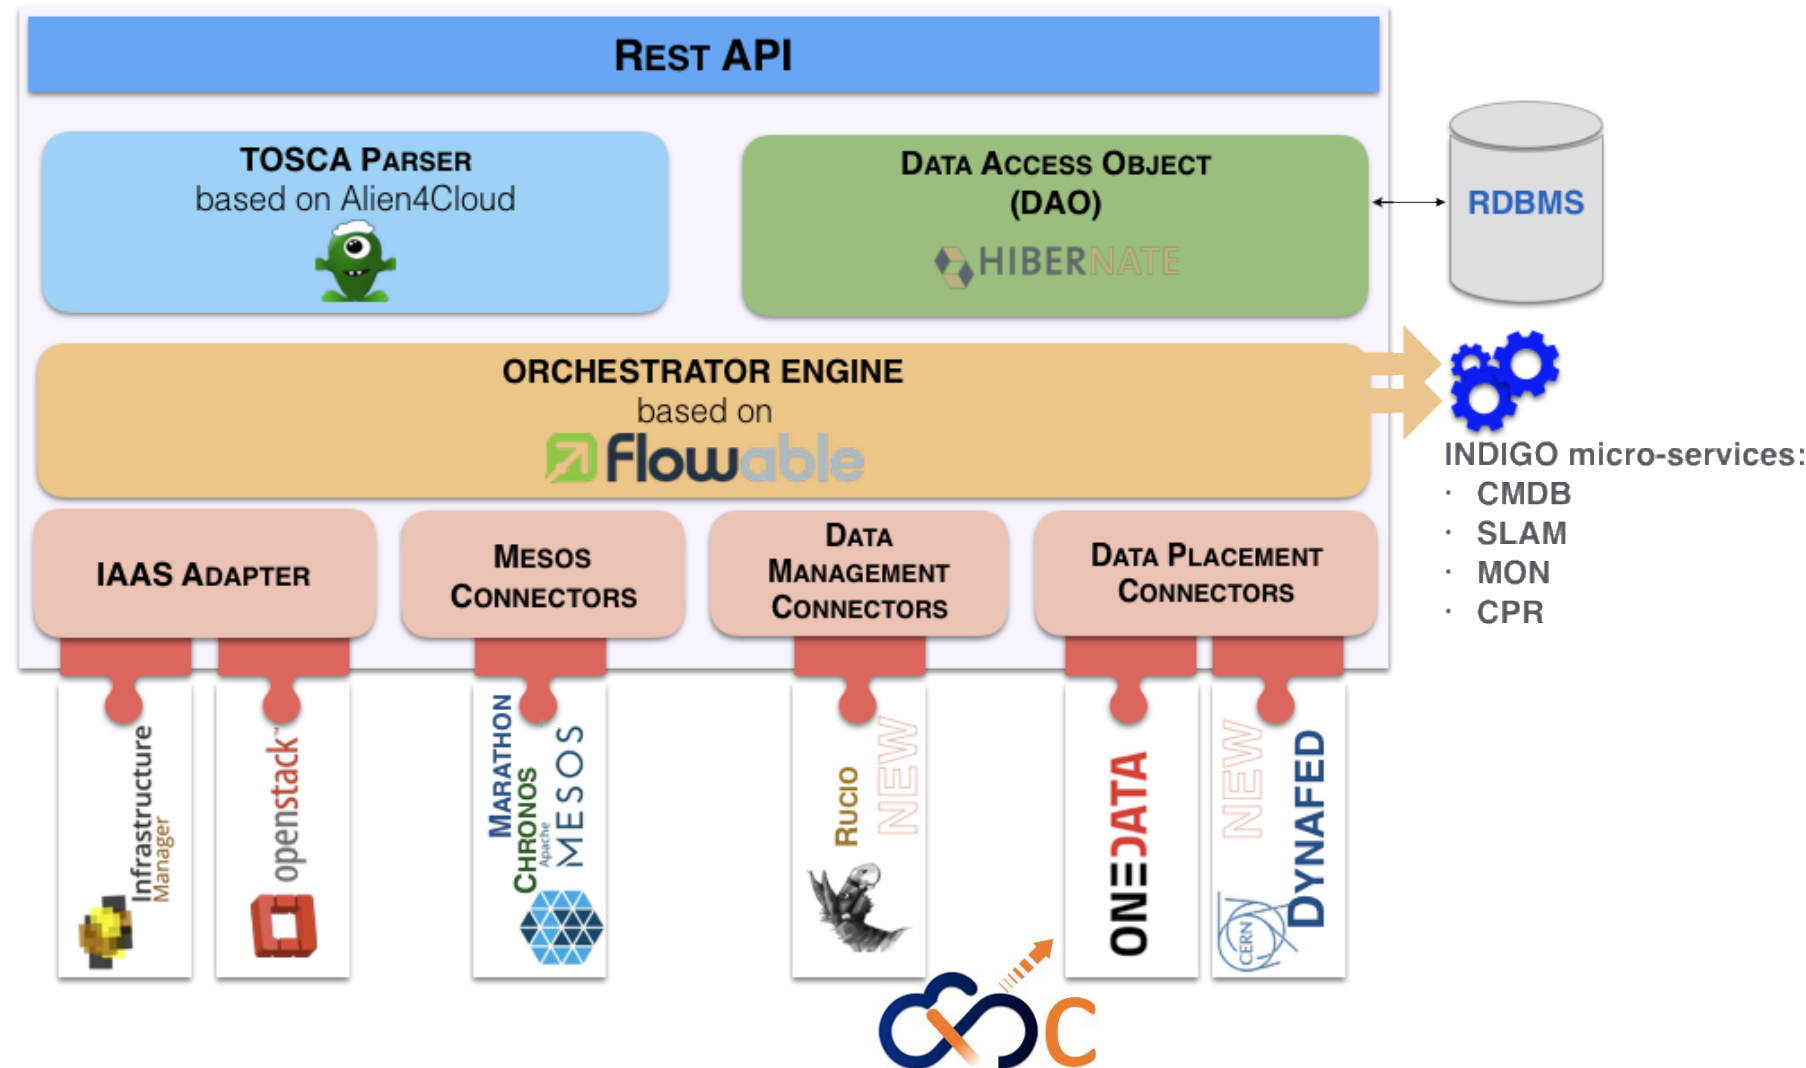 REST API
TOSCA PARSER
based on Alien4Cloud
DATA ACCESS OBJECT
(DAO)
HIBERNATE
RDBMS
ORCHESTRATOR ENGINE
based on
flowable
INDIGO micro-services:
· CMDB
· SLAM
· MON
· CPR
IAAS ADAPTER
MESOS
CONNECTORS
DATA
MANAGEMENT
CONNECTORS
DATA PLACEMENT
CONNECTORS
Infrastructure
Manager
openstack™
MARATHON
CHRONOS
Apache
MESOS
RUCIO
NEW
ONEDATA
NEW
DYNAFED
CERN
C